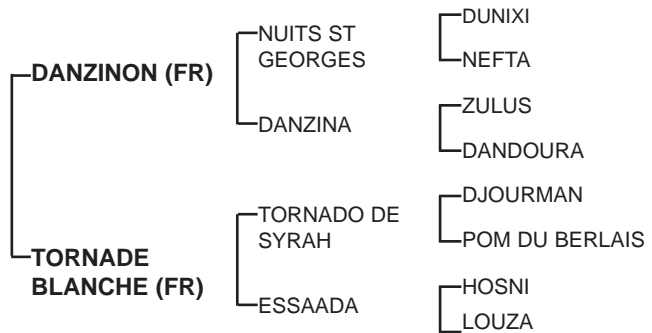 DANZINON (FR)
NUITS ST
GEORGES
DUNIXI
NEFTA
DANZINA
ZULUS
DANDOURA
TORNADE
BLANCHE (FR)
TORNADO DE
SYRAH
DJOURMAN
POM DU BERLAIS
ESSAADA
HOSNI
LOUZA